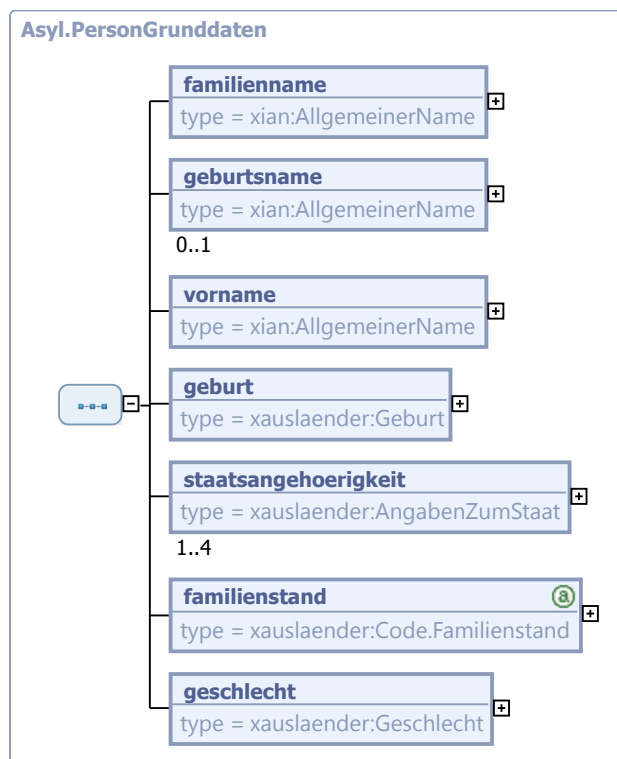 Asyl.PersonGrunddaten
familienname
type = xian:AllgemeinerName
geburtsname
type = xian:AllgemeinerName
0..1
vorname
type = xian:AllgemeinerName
geburt
type = xauslaender:Geburt
staatsangehoerigkeit
type = xauslaender:AngabenZumStaat
1..4
familienstand
a
type = xauslaender:Code.Familienstand
geschlecht
type = xauslaender:Geschlecht